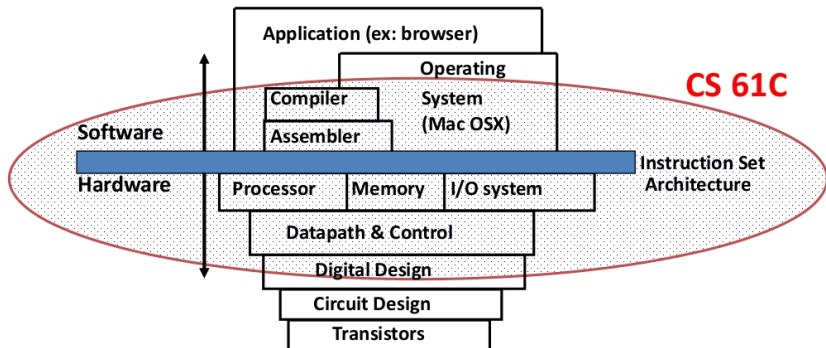 Application (ex: browser)
Operating
CS 61C
Compiler
System
Software
Assembler
(Mac OSX)
Instruction Set
Hardware
Processor
Memory
I/O system
Architecture
Datapath & Control
Digital Design
Circuit Design
Transistors